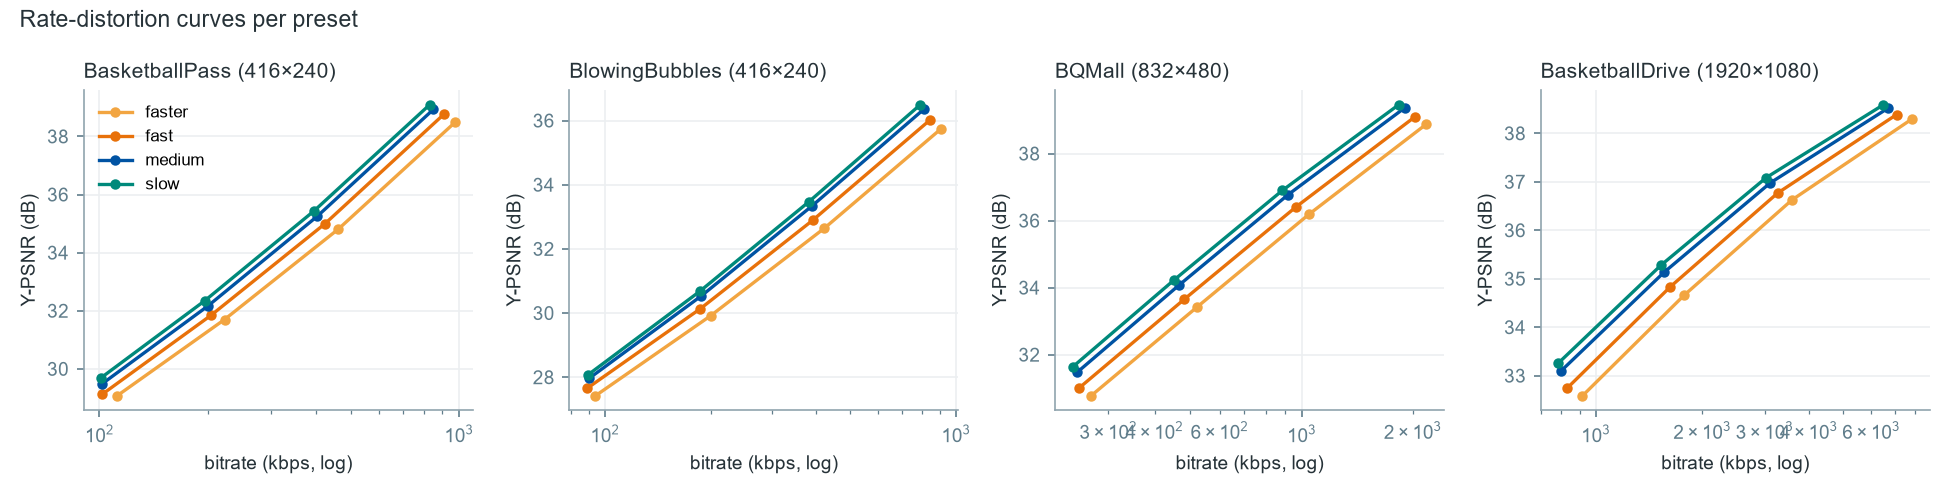 Rate-distortion curves per preset
BasketballPass (416×240)
Y-PSNR (dB)
38
36
34
32
30
faster
fast
medium
slow
10²
10³
bitrate (kbps, log)
BlowingBubbles (416×240)
Y-PSNR (dB)
36
34
32
30
28
10²
10³
bitrate (kbps, log)
BQMall (832×480)
Y-PSNR (dB)
38
36
34
32
3 × 10²
4 × 10²
6 × 10²
10³
2 × 10³
bitrate (kbps, log)
BasketballDrive (1920×1080)
Y-PSNR (dB)
38
37
36
35
34
33
10³
2 × 10³
3 × 10³
4 × 10³
6 × 10³
bitrate (kbps, log)